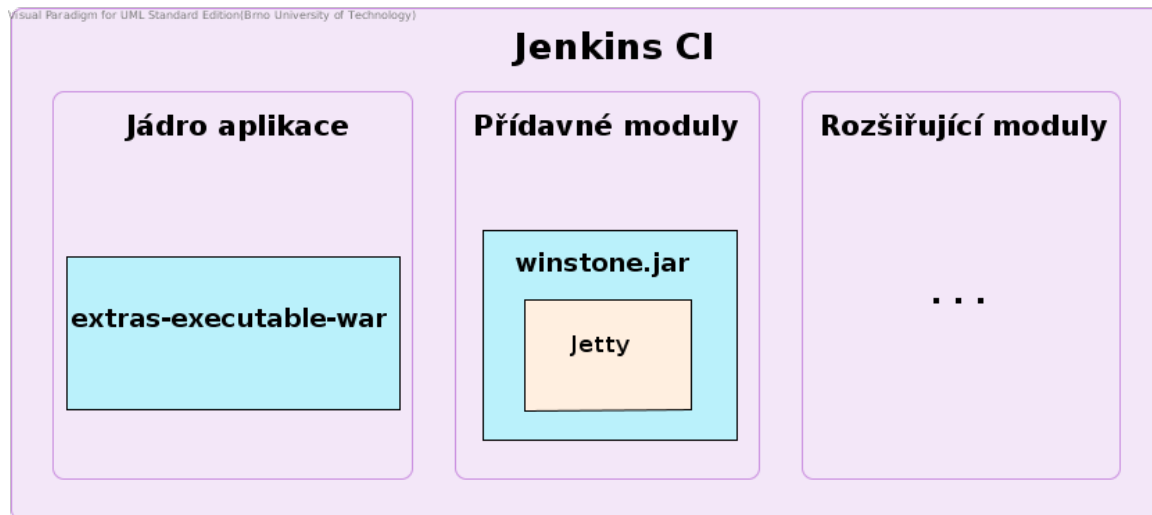 Visual Paradigm for UML Standard Edition(Brno University of Technology)
Jenkins CI
Jádro aplikace
extras-executable-war
Přídavné moduly
winstone.jar
Jetty
Rozšiřující moduly
. . .